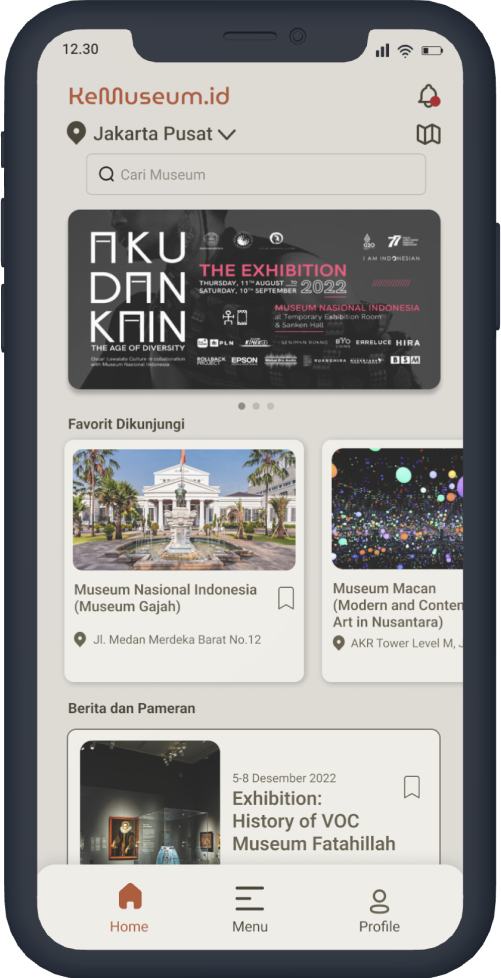 12.30
KeMuseum.id
Jakarta Pusat
Cari Museum
AKU
DAN
KAIN
THE AGE OF DIVERSITY
Oscar Lawalata Culture in collaboration
with Museum Nasional Indonesia
THE EXHIBITION
THURSDAY, 11TH AUGUST to
SATURDAY, 10TH SEPTEMBER 2022
I AM INDONESIAN
MUSEUM NASIONAL INDONESIA
at Temporary Exhibition Room
& Sanken Hall
PLN
BYO ERRELUCE HIRA
ROLLBACK
PROJECT
EPSON
BSM
Favorit Dikunjungi
Museum Nasional Indonesia
(Museum Gajah)
Jl. Medan Merdeka Barat No.12
Museum Macan
(Modern and Conten
Art in Nusantara)
AKR Tower Level M, J
Berita dan Pameran
5-8 Desember 2022
Exhibition:
History of VOC
Museum Fatahillah
Home
Menu
Profile